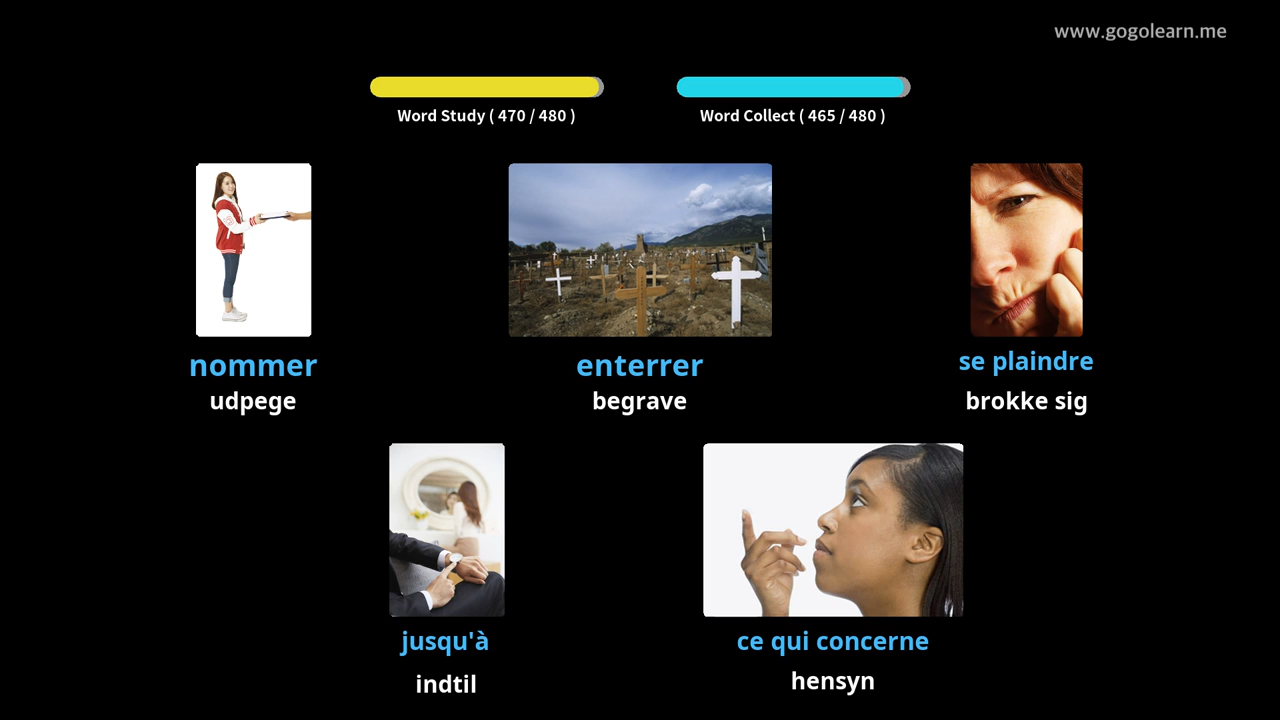 www.gogolearn.me
Word Study ( 470 / 480 )
Word Collect ( 465 / 480 )
nommer
udpege
enterrer
begrave
se plaindre
brokke sig
jusqu'à
indtil
ce qui concerne
hensyn